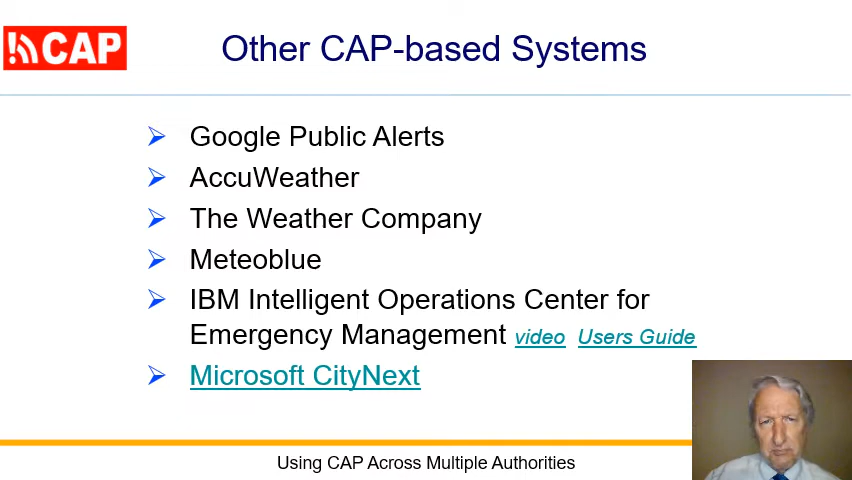 CAP
Other CAP-based Systems
Google Public Alerts
AccuWeather
The Weather Company
Meteoblue
IBM Intelligent Operations Center for
Emergency Management video Users Guide
Microsoft CityNext
Using CAP Across Multiple Authorities